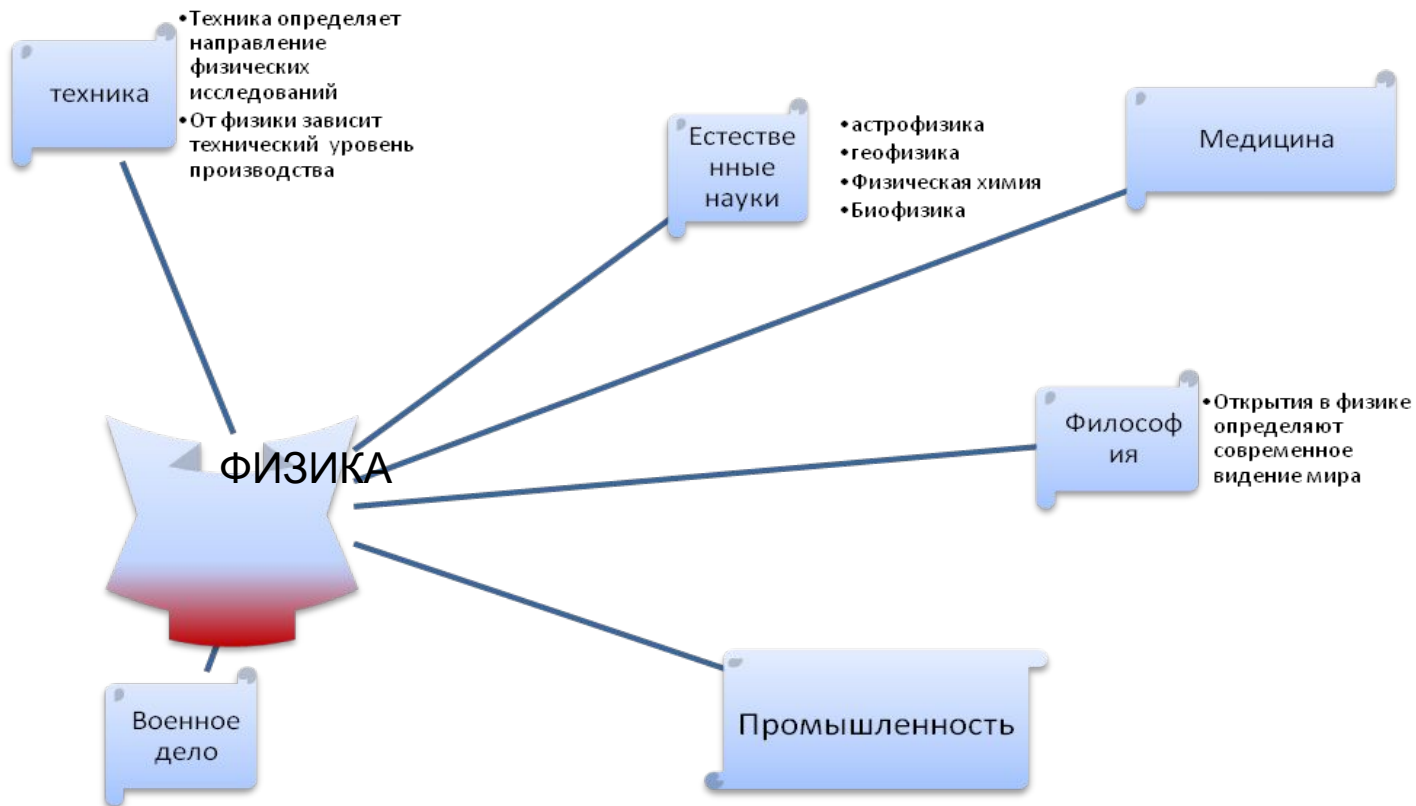 •Техника определяет
направление
физических
исследований
•От физики зависит
технический уровень
производства
техника
Естестве
нные
науки
•астрофизика
•геофизика
•Физическая химия
•Биофизика
Медицина
ФИЗИКА
Философ
ия
•Открытия в физике
определяют
современное
видение мира
Военное
дело
Промышленность